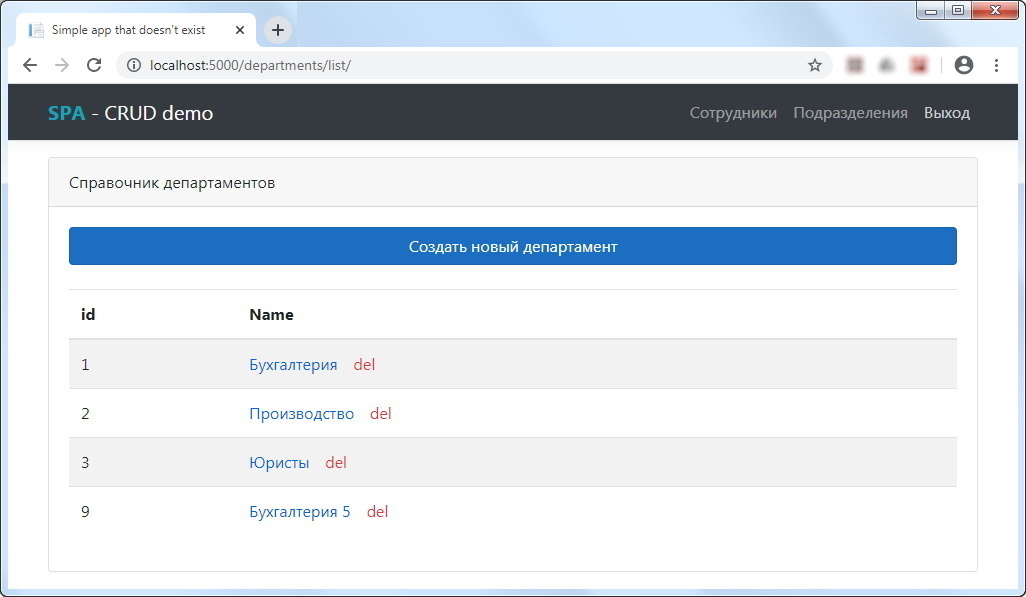 Simple app that doesn't exist
localhost:5000/departments/list/
SPA - CRUD demo
Сотрудники Подразделения Выход
Справочник департаментов
Создать новый департамент
id Name
1 Бухгалтерия del
2 Производство del
3 Юристы del
9 Бухгалтерия 5 del